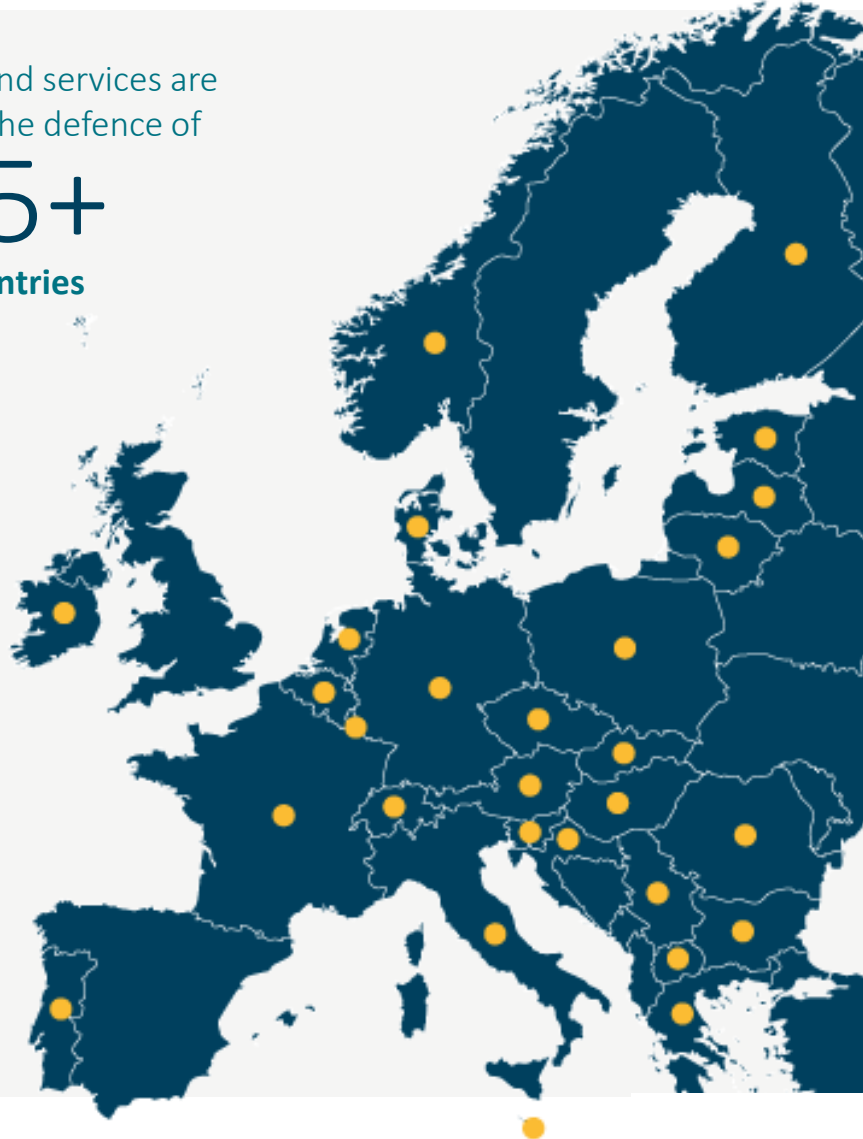 nd services are
he defence of
5+
ntries